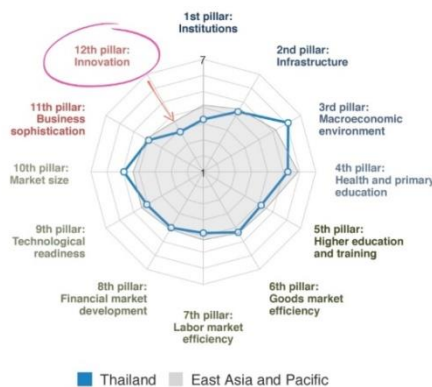 1st pillar:
Institutions
2nd pillar:
Infrastructure
3rd pillar:
Macroeconomic
environment
4th pillar:
Health and primary
education
5th pillar:
Higher education
and training
6th pillar:
Goods market
efficiency
7th pillar:
Labor market
efficiency
8th pillar:
Financial market
development
9th pillar:
Technological
readiness
10th pillar:
Market size
11th pillar:
Business
sophistication
12th pillar:
Innovation
7
1
Thailand
East Asia and Pacific